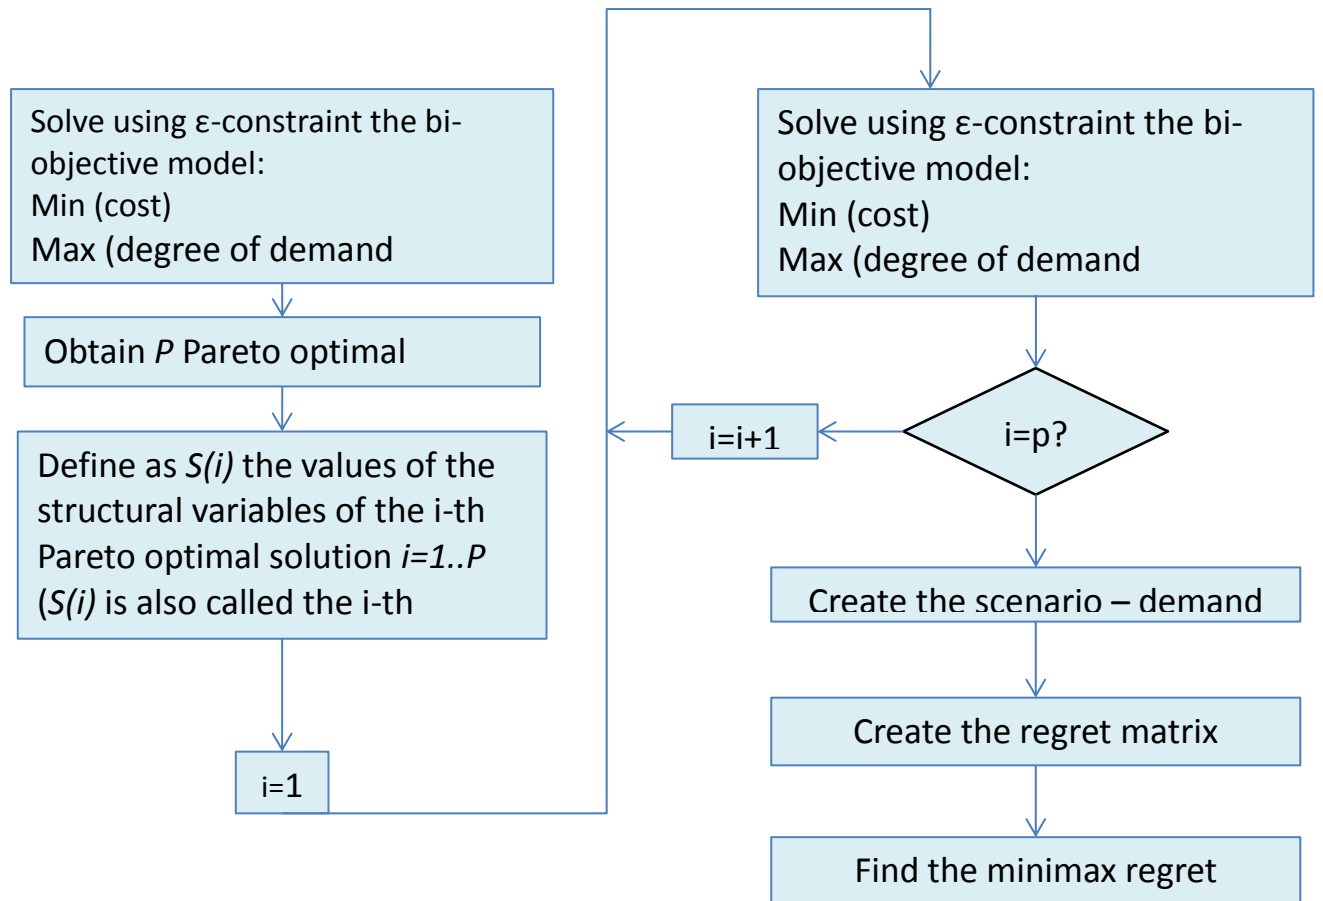 Solve using ε-constraint the bi-
objective model:
Min (cost)
Max (degree of demand
Obtain P Pareto optimal
Define as S(i) the values of the
structural variables of the i-th
Pareto optimal solution i=1..P
(S(i) is also called the i-th
i=1
Solve using ε-constraint the bi-
objective model:
Min (cost)
Max (degree of demand
i=p?
i=i+1
Create the scenario – demand
Create the regret matrix
Find the minimax regret